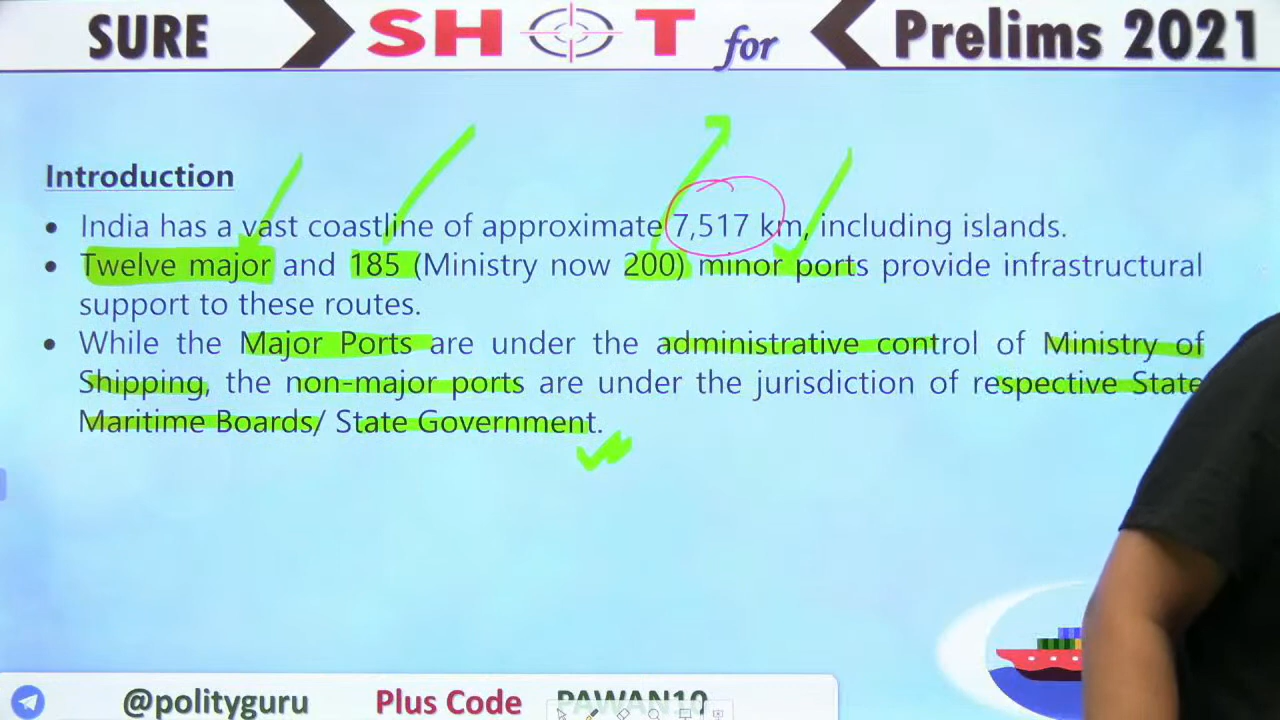 SURE SHOT for Prelims 2021
Introduction
• India has a vast coastline of approximate 7,517 km, including islands.
• Twelve major and 185 (Ministry now 200) minor ports provide infrastructural
support to these routes.
• While the Major Ports are under the administrative control of Ministry of
Shipping, the non-major ports are under the jurisdiction of respective State
Maritime Boards/ State Government.
@polityguru Plus Code PAWAN10